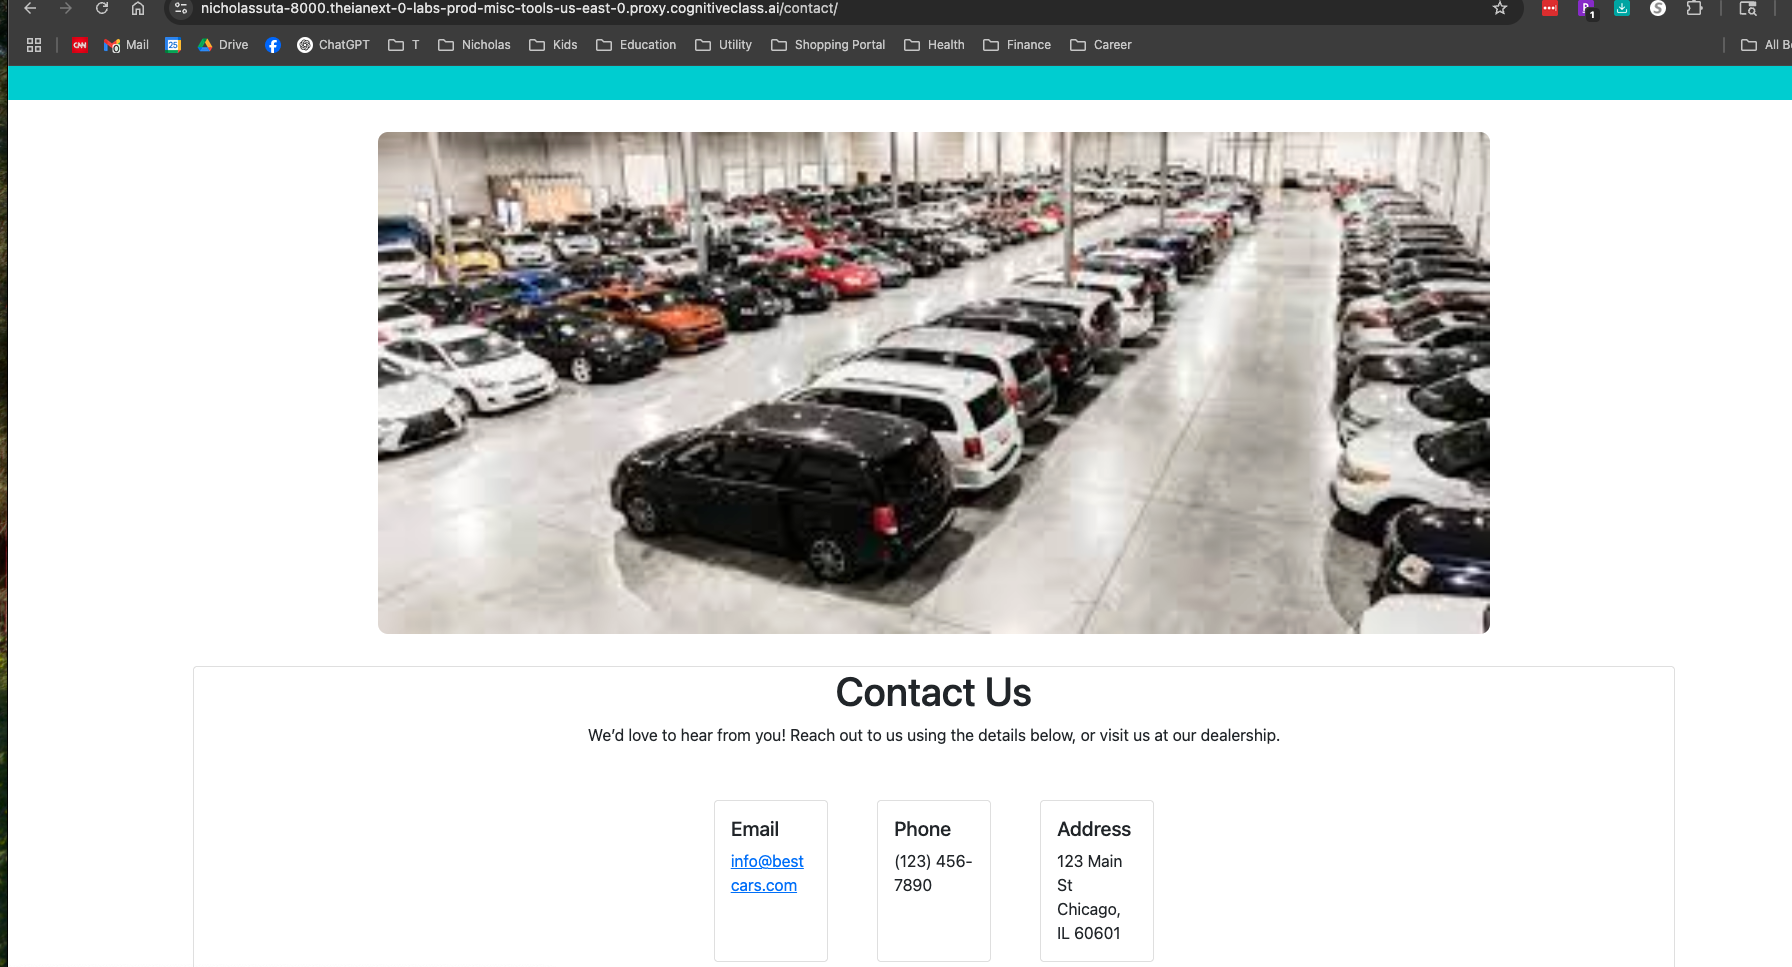 nicholassuta-8000.theianext-0-labs-prod-misc-tools-us-east-0.proxy.cognitiveclass.ai/contact/
1
CNN Mail 25 Drive ChatGPT T Nicholas Kids Education Utility Shopping Portal Health Finance Career All B
Contact Us
We’d love to hear from you! Reach out to us using the details below, or visit us at our dealership.
Email
info@best
cars.com
Phone
(123) 456-
7890
Address
123 Main
St
Chicago,
IL 60601